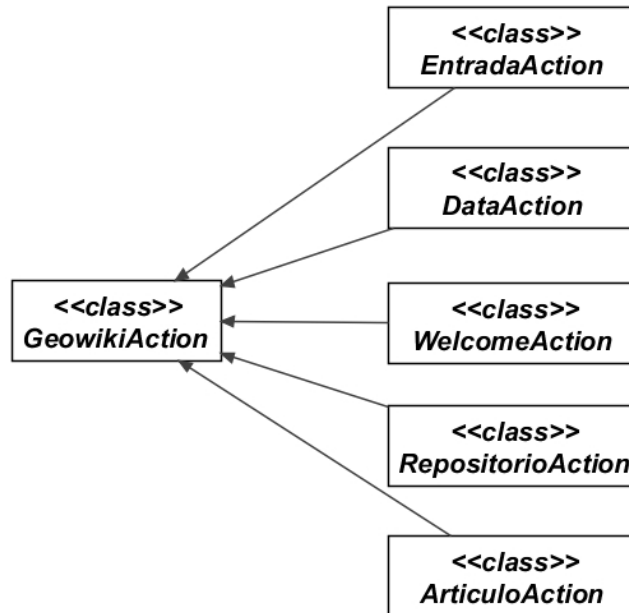 <<class>>
EntradaAction
<<class>>
DataAction
<<class>>
GeowikiAction
<<class>>
WelcomeAction
<<class>>
RepositorioAction
<<class>>
ArticuloAction